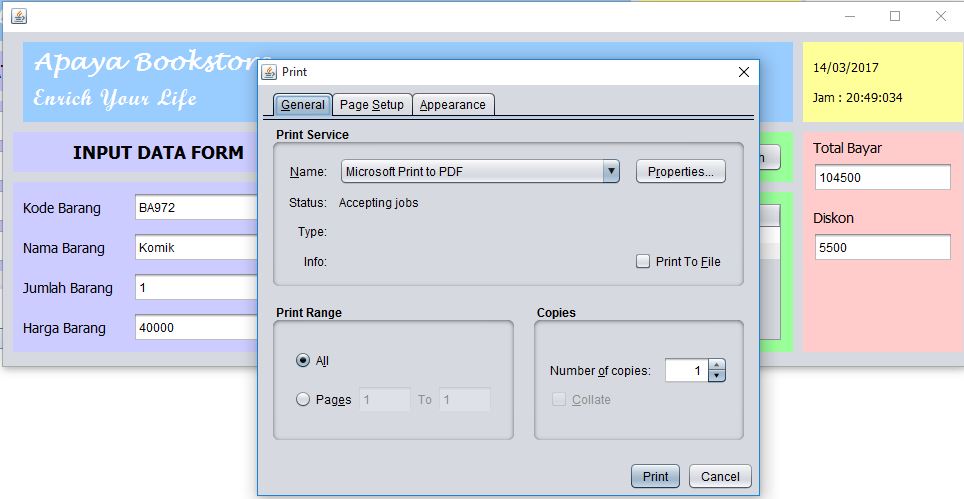 Apaya Bookstore
Enrich Your Life
14/03/2017
Jam : 20:49:034
INPUT DATA FORM
Kode Barang
BA972
Nama Barang
Komik
Jumlah Barang
1
Harga Barang
40000
Print
General
Page Setup
Appearance
Print Service
Name:
Microsoft Print to PDF
Properties...
Status:
Accepting jobs
Type:
Info:
Print To File
Print Range
All
Pages
1
To
1
Copies
Number of copies:
1
Collate
Print
Cancel
Total Bayar
104500
Diskon
5500